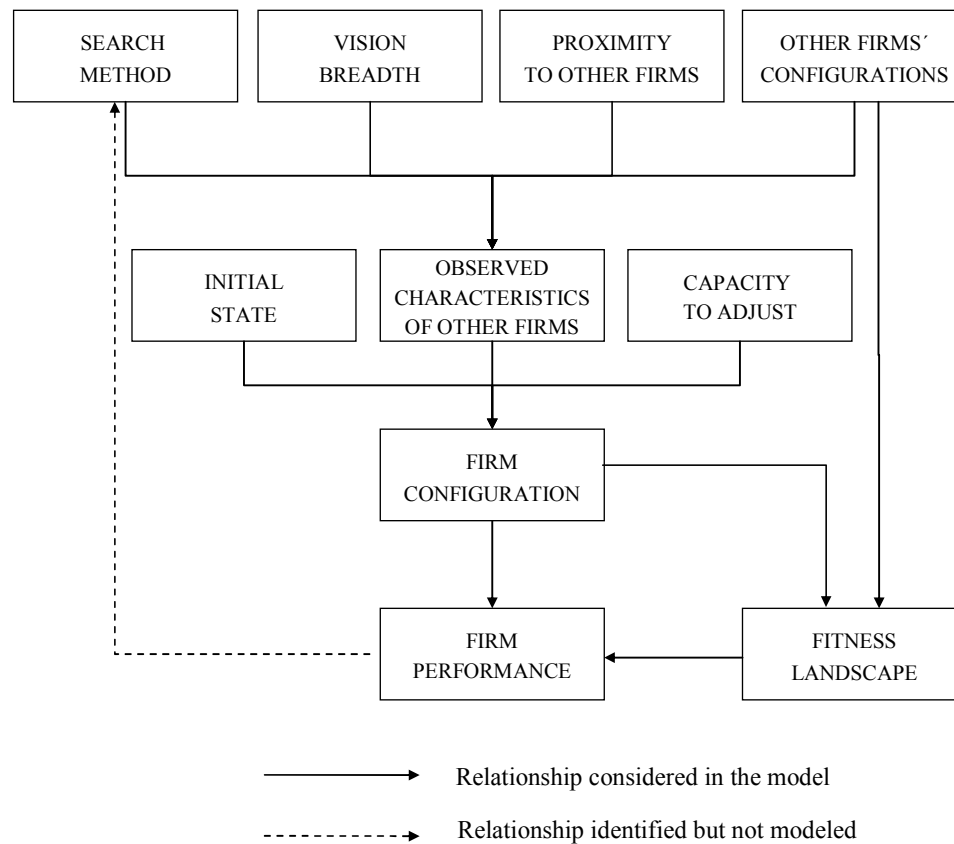 SEARCH
METHOD
VISION
BREADTH
PROXIMITY
TO OTHER FIRMS
OTHER FIRMS´
CONFIGURATIONS
INITIAL
STATE
OBSERVED
CHARACTERISTICS
OF OTHER FIRMS
CAPACITY
TO ADJUST
FIRM
CONFIGURATION
FIRM
PERFORMANCE
FITNESS
LANDSCAPE
Relationship considered in the model
Relationship identified but not modeled